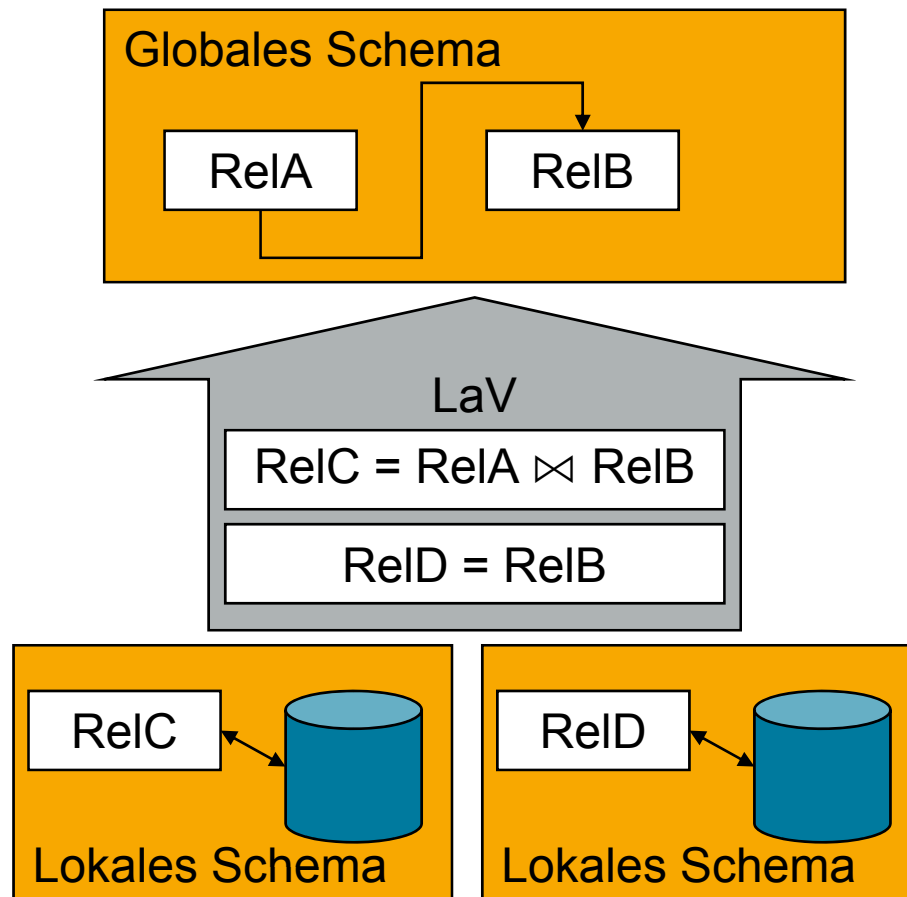 Globales Schema
RelA
RelB
LaV
RelC = RelA ⋈ RelB
RelD = RelB
RelC
RelD
Lokales Schema
Lokales Schema